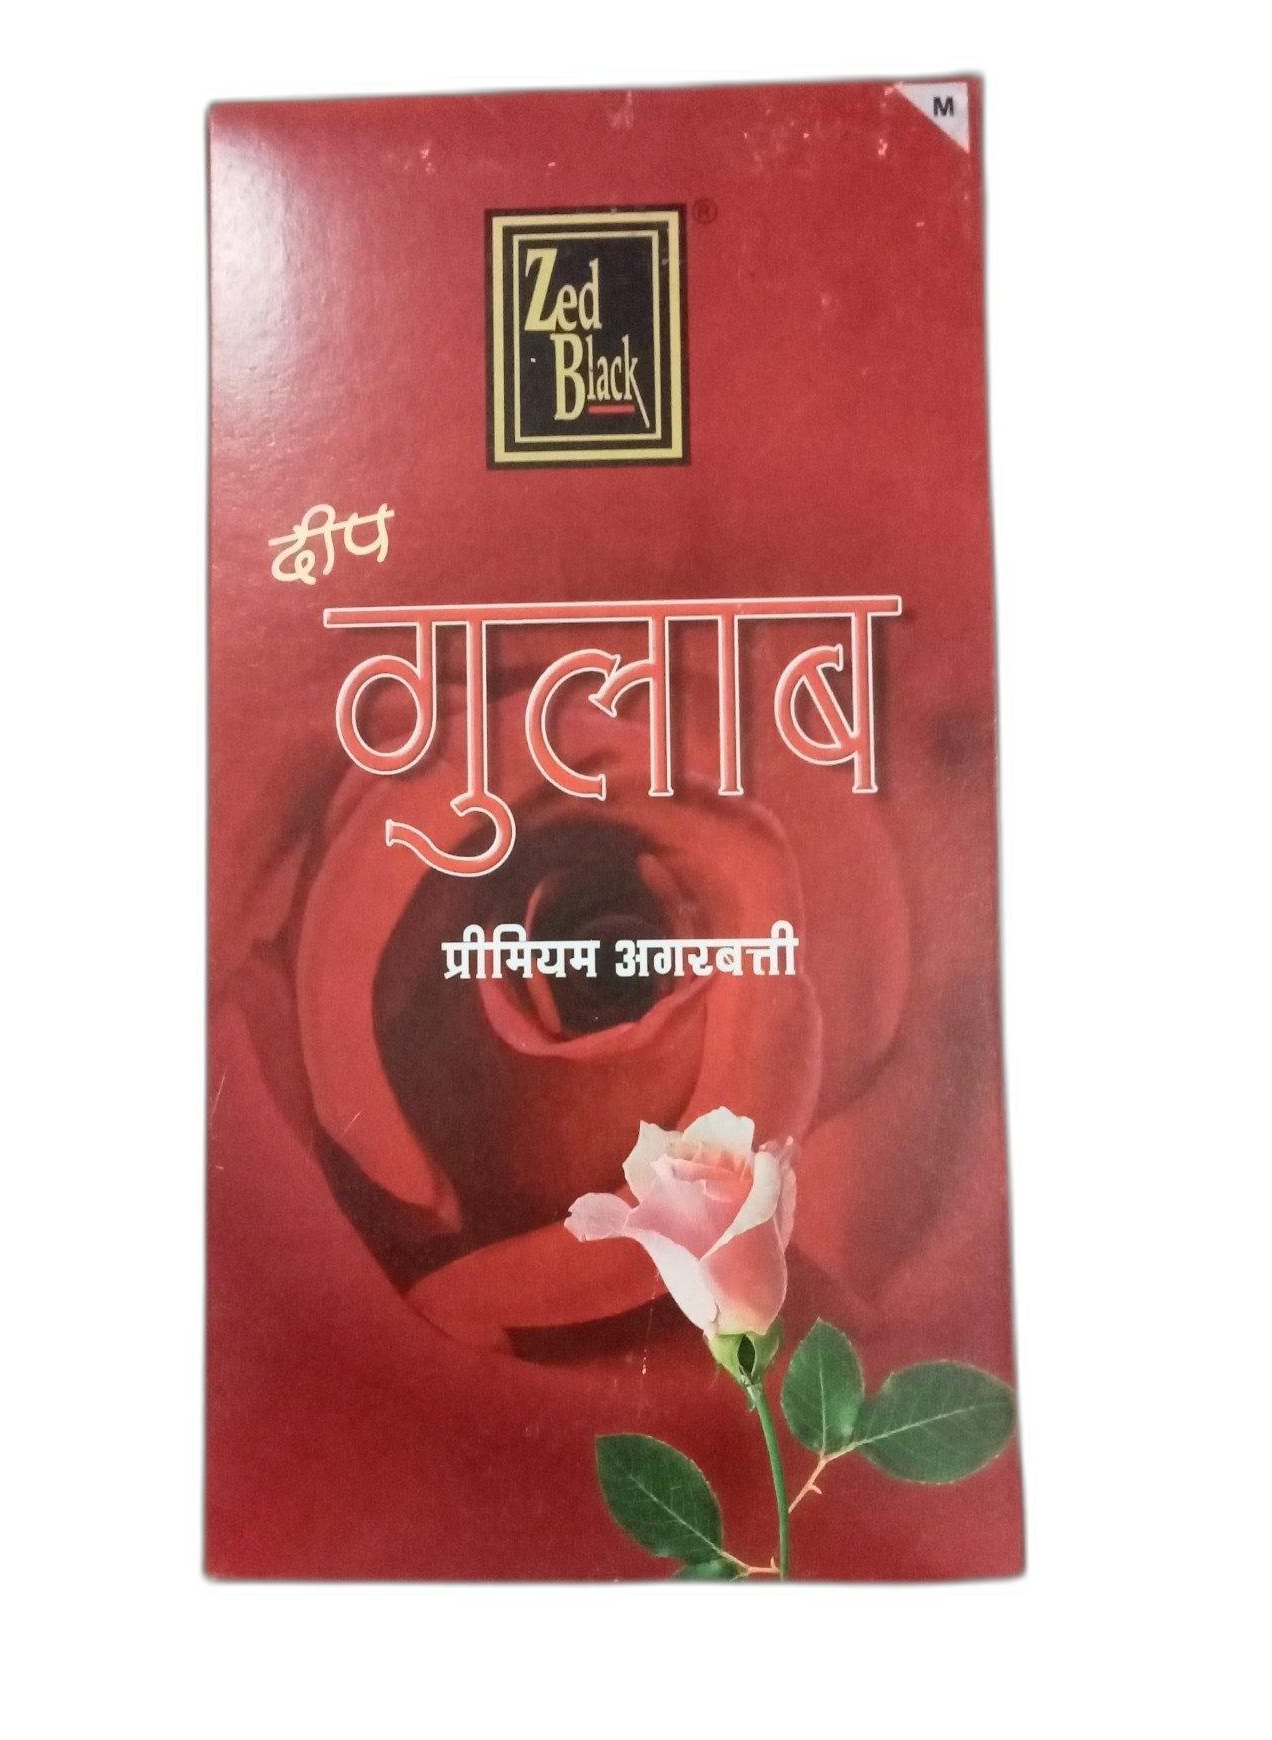 M
Zed
Black
®
दीप
गुलाब
प्रीमियम अगरबत्ती